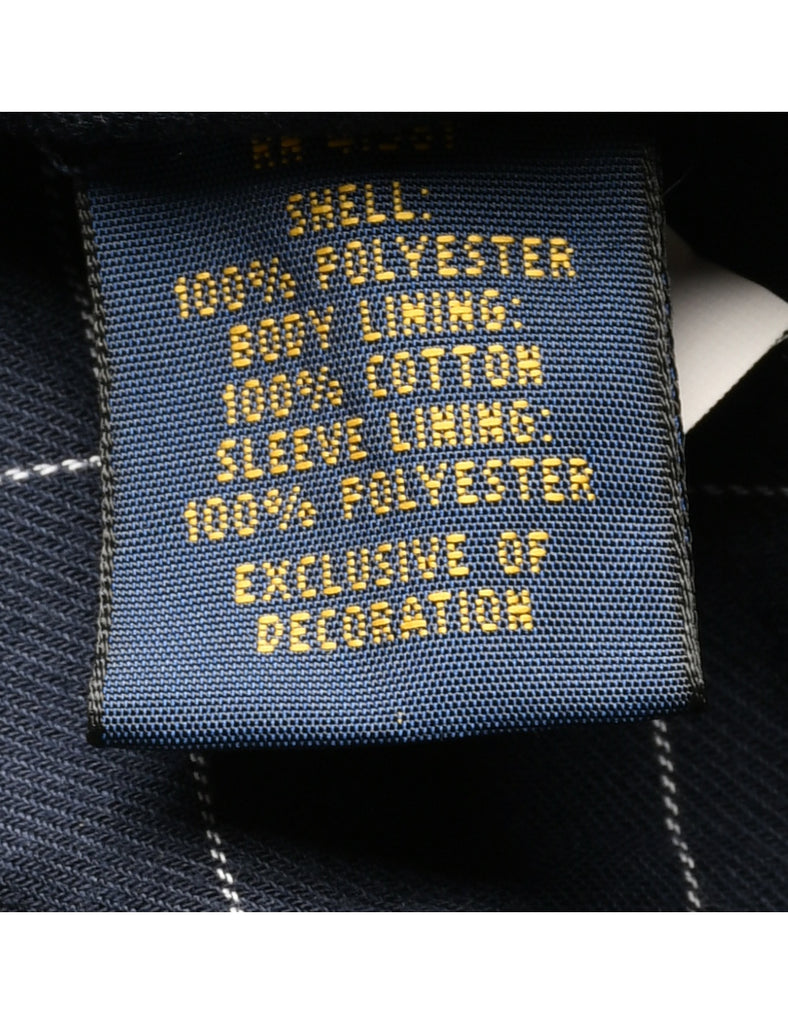 SHELL:
100% POLYESTER
BODY LINING:
100% COTTON
SLEEVE LINING:
100% POLYESTER
EXCLUSIVE OF
DECORATION